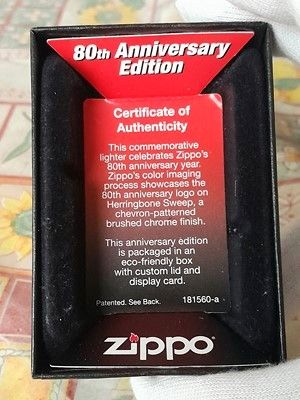 80th Anniversary
Edition
Certificate of
Authenticity
This commemorative
lighter celebrates Zippo's
80th anniversary year.
Zippo's color imaging
process showcases the
80th anniversary logo on
Herringbone Sweep, a
chevron-patterned
brushed chrome finish.
This anniversary edition
is packaged in an
eco-friendly box
with custom lid and
display card.
Patented. See Back. 181560-a
zippo